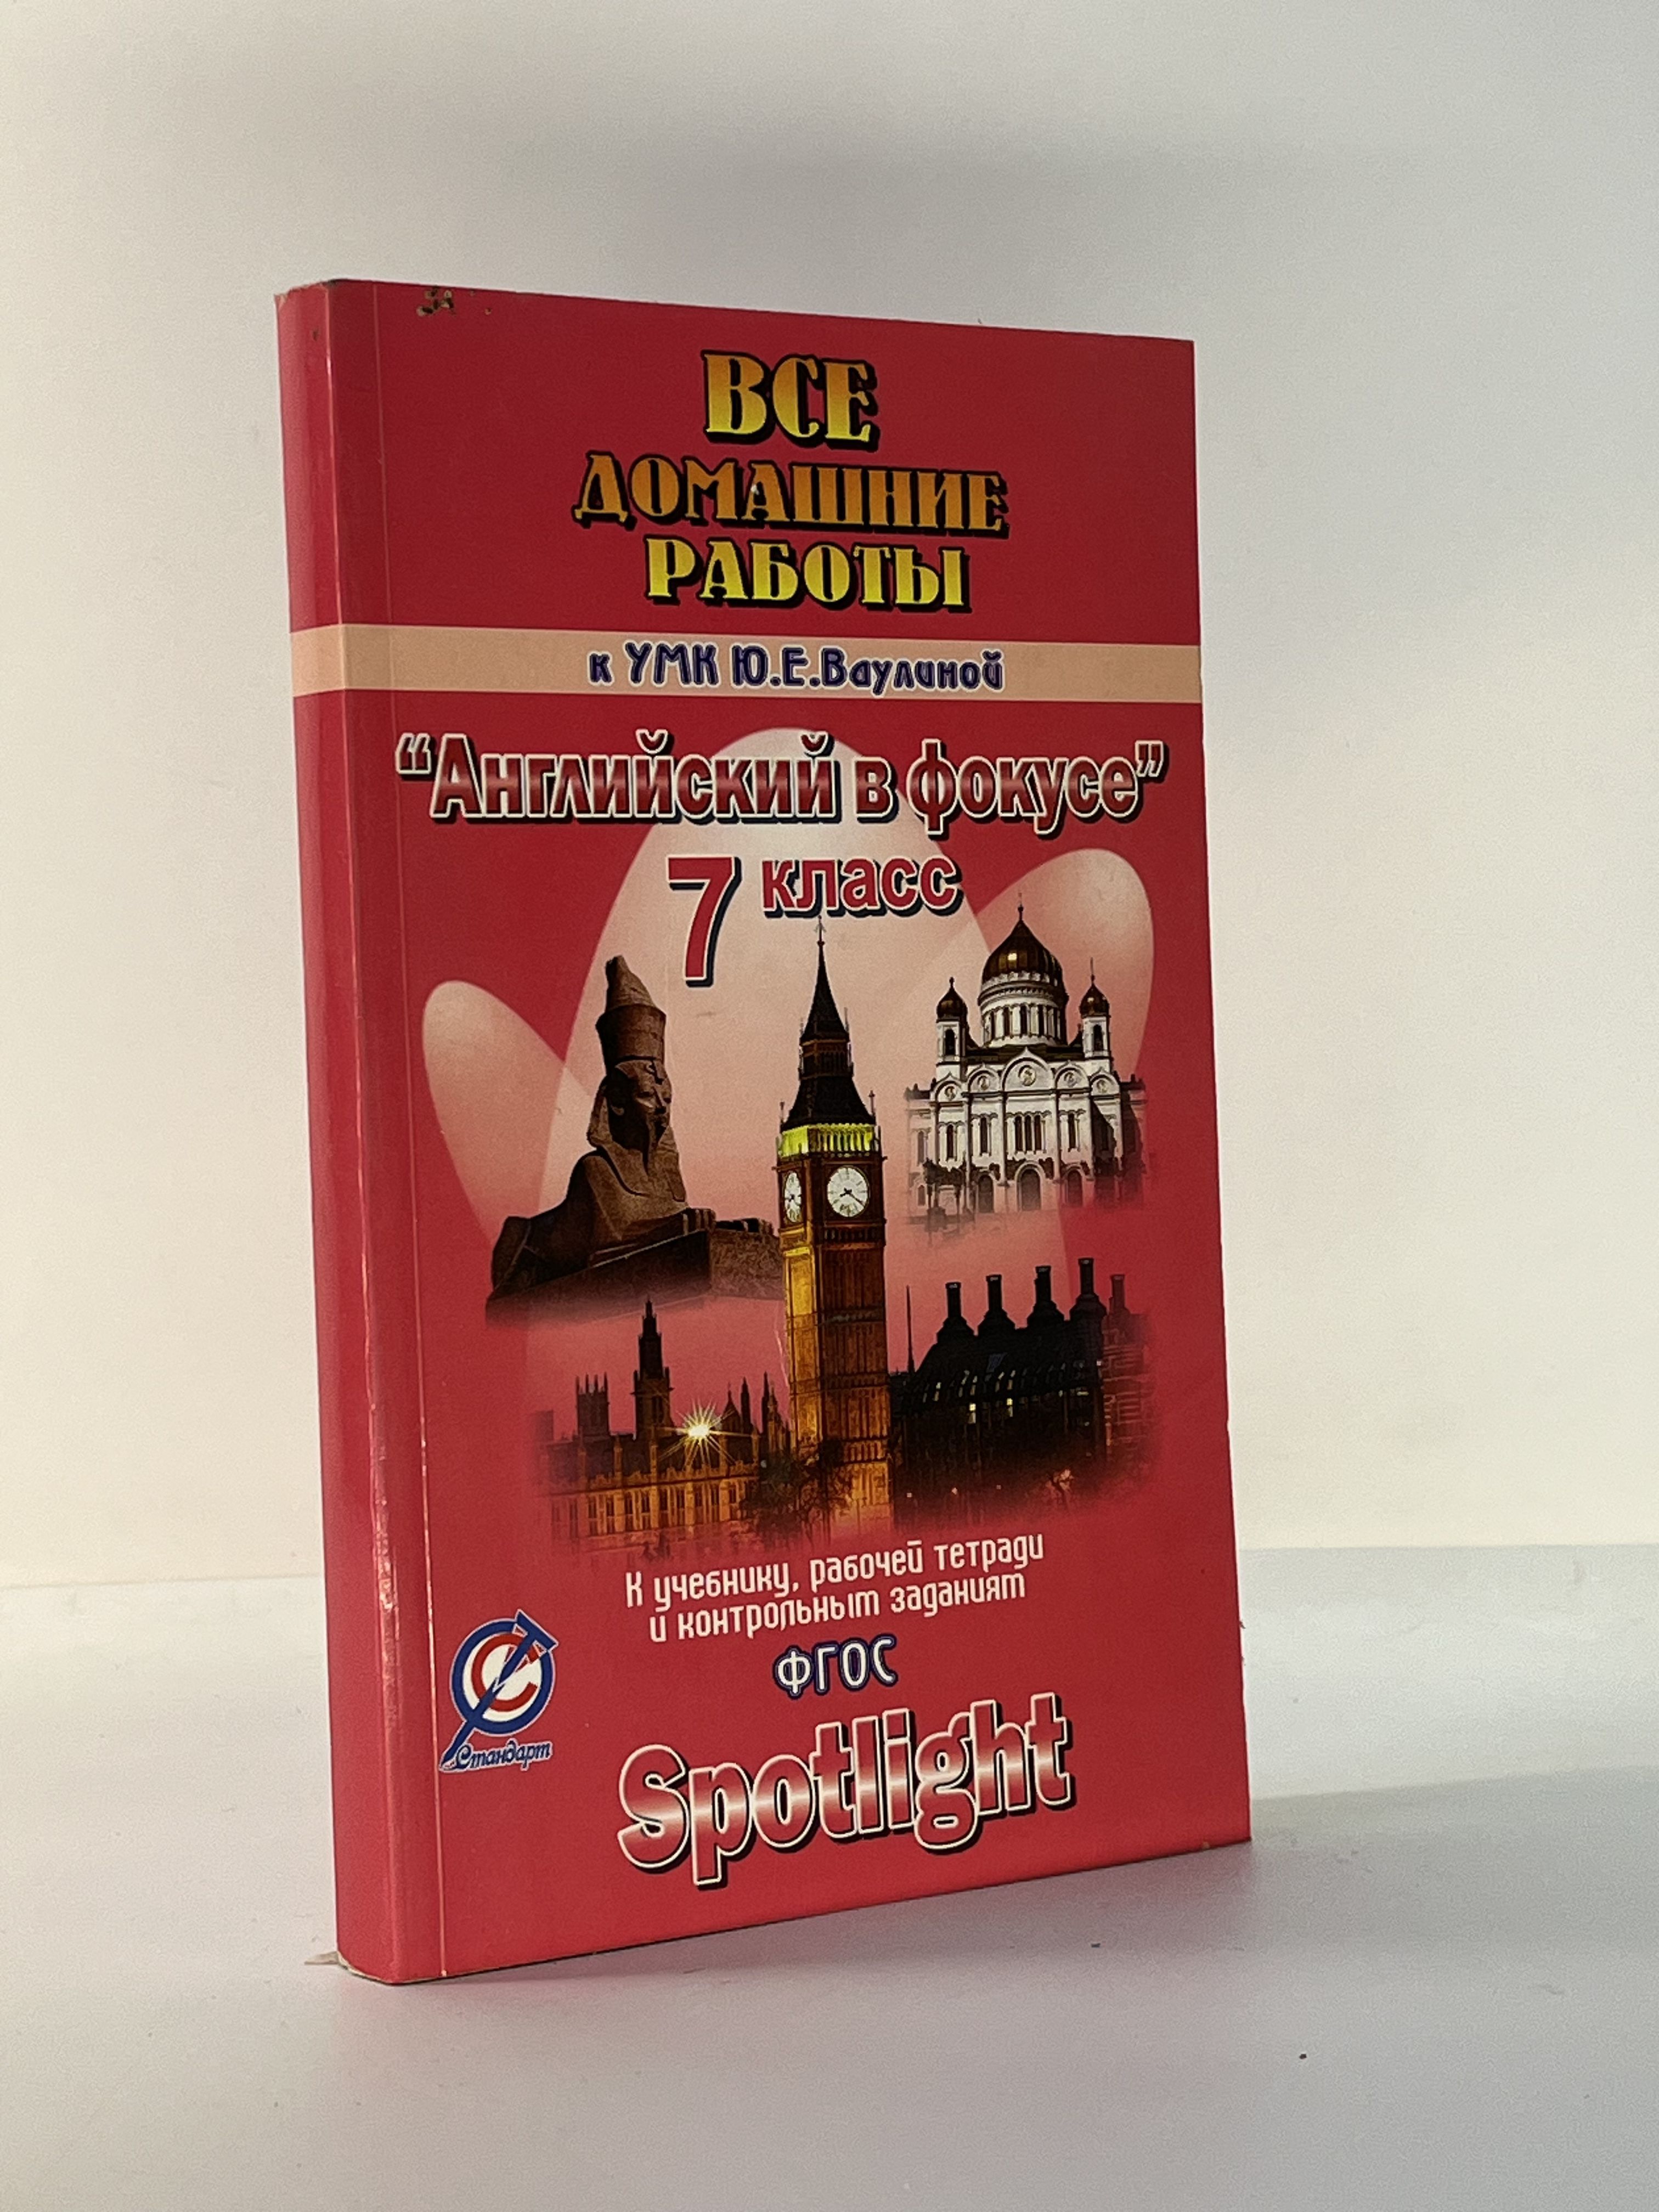 ВСЕ
ДОМАШНИЕ
РАБОТЫ
к УМК Ю.Е.Ваулиной
“Английский в фокусе”
7 класс
К учебнику, рабочей тетради
и контрольным заданиям
ФГОС
Стандарт
Spotlight